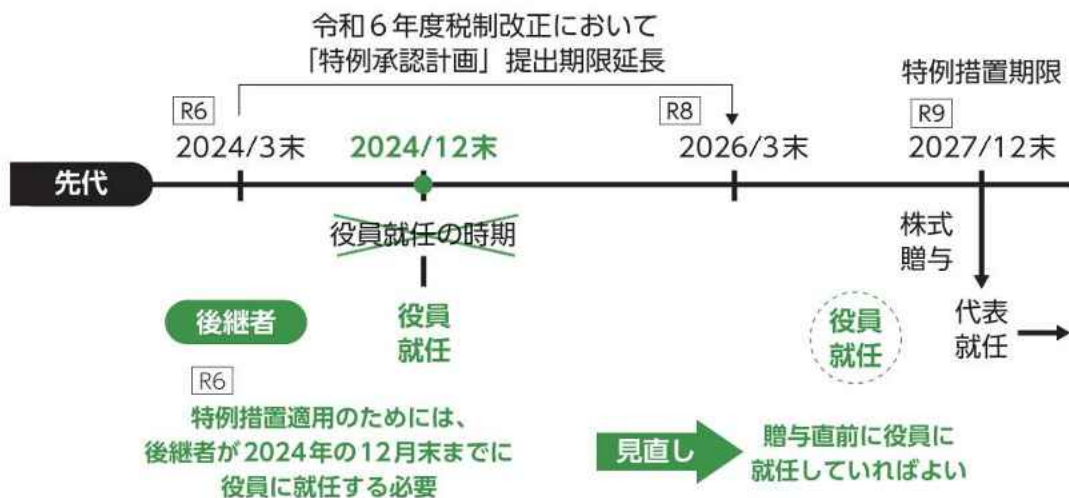 令和6年度税制改正において
「特例承認計画」提出期限延長
特例措置期限
R6
R8
R9
2024/3末
2024/12末
2026/3末
2027/12末
先代
役員就任の時期
株式
贈与
後継者
役員
就任
役員
就任
代表
就任
R6
特例措置適用のためには、
後継者が2024年の12月末までに
役員に就任する必要
見直し
贈与直前に役員に
就任していればよい